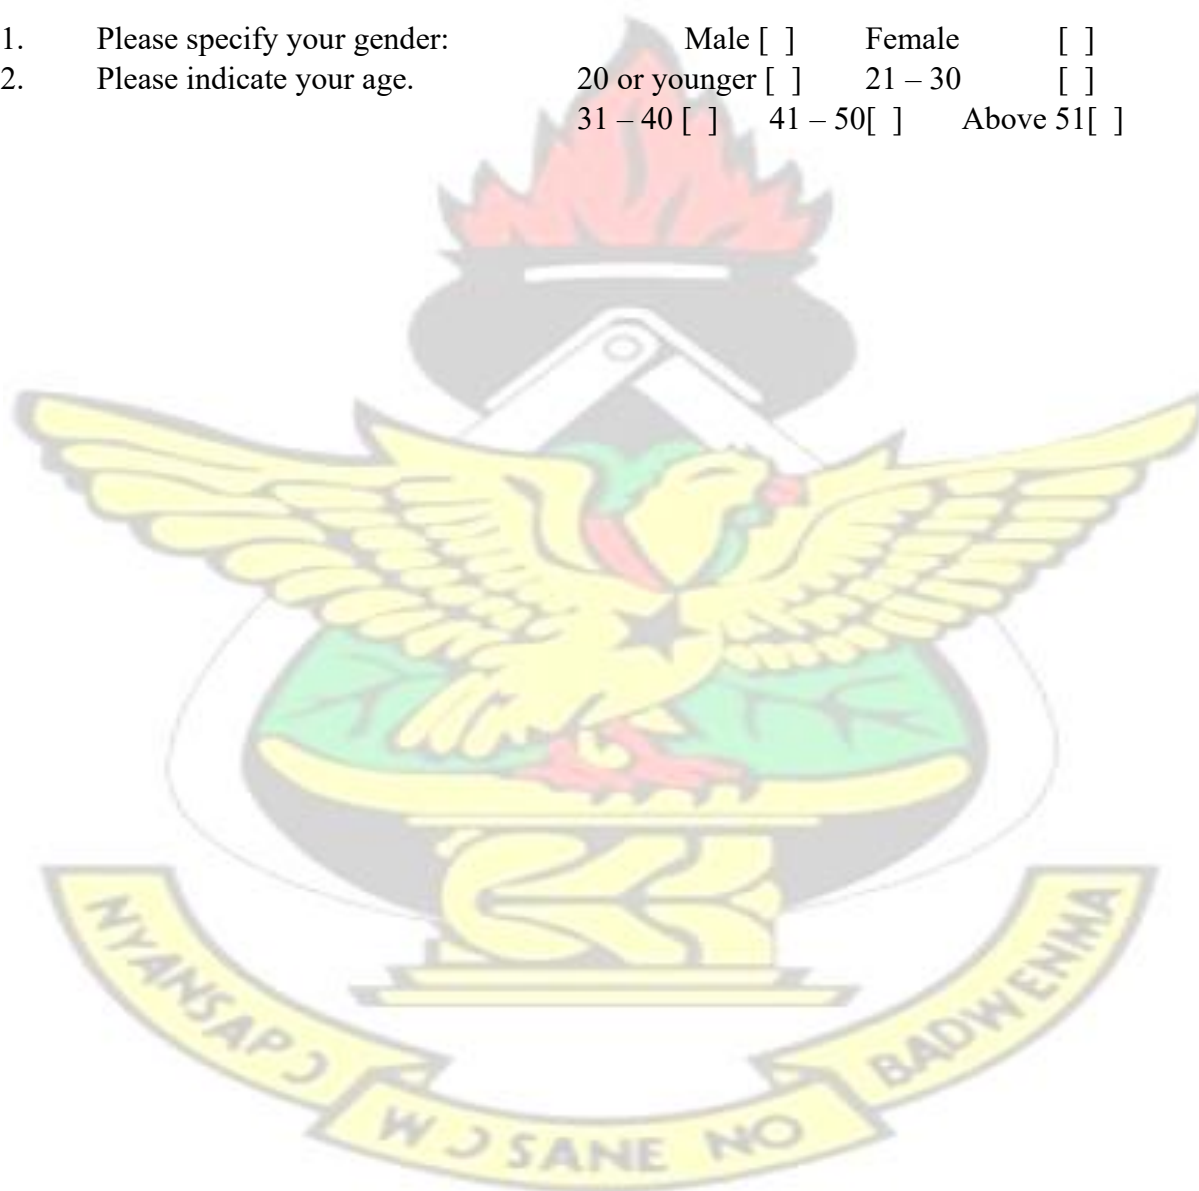 1. Please specify your gender: Male [ ] Female [ ]
2. Please indicate your age. 20 or younger [ ] 21 – 30 [ ]
31 – 40 [ ] 41 – 50[ ] Above 51[ ]
NYANSAPƆ WƆSANE NO BADWENMA